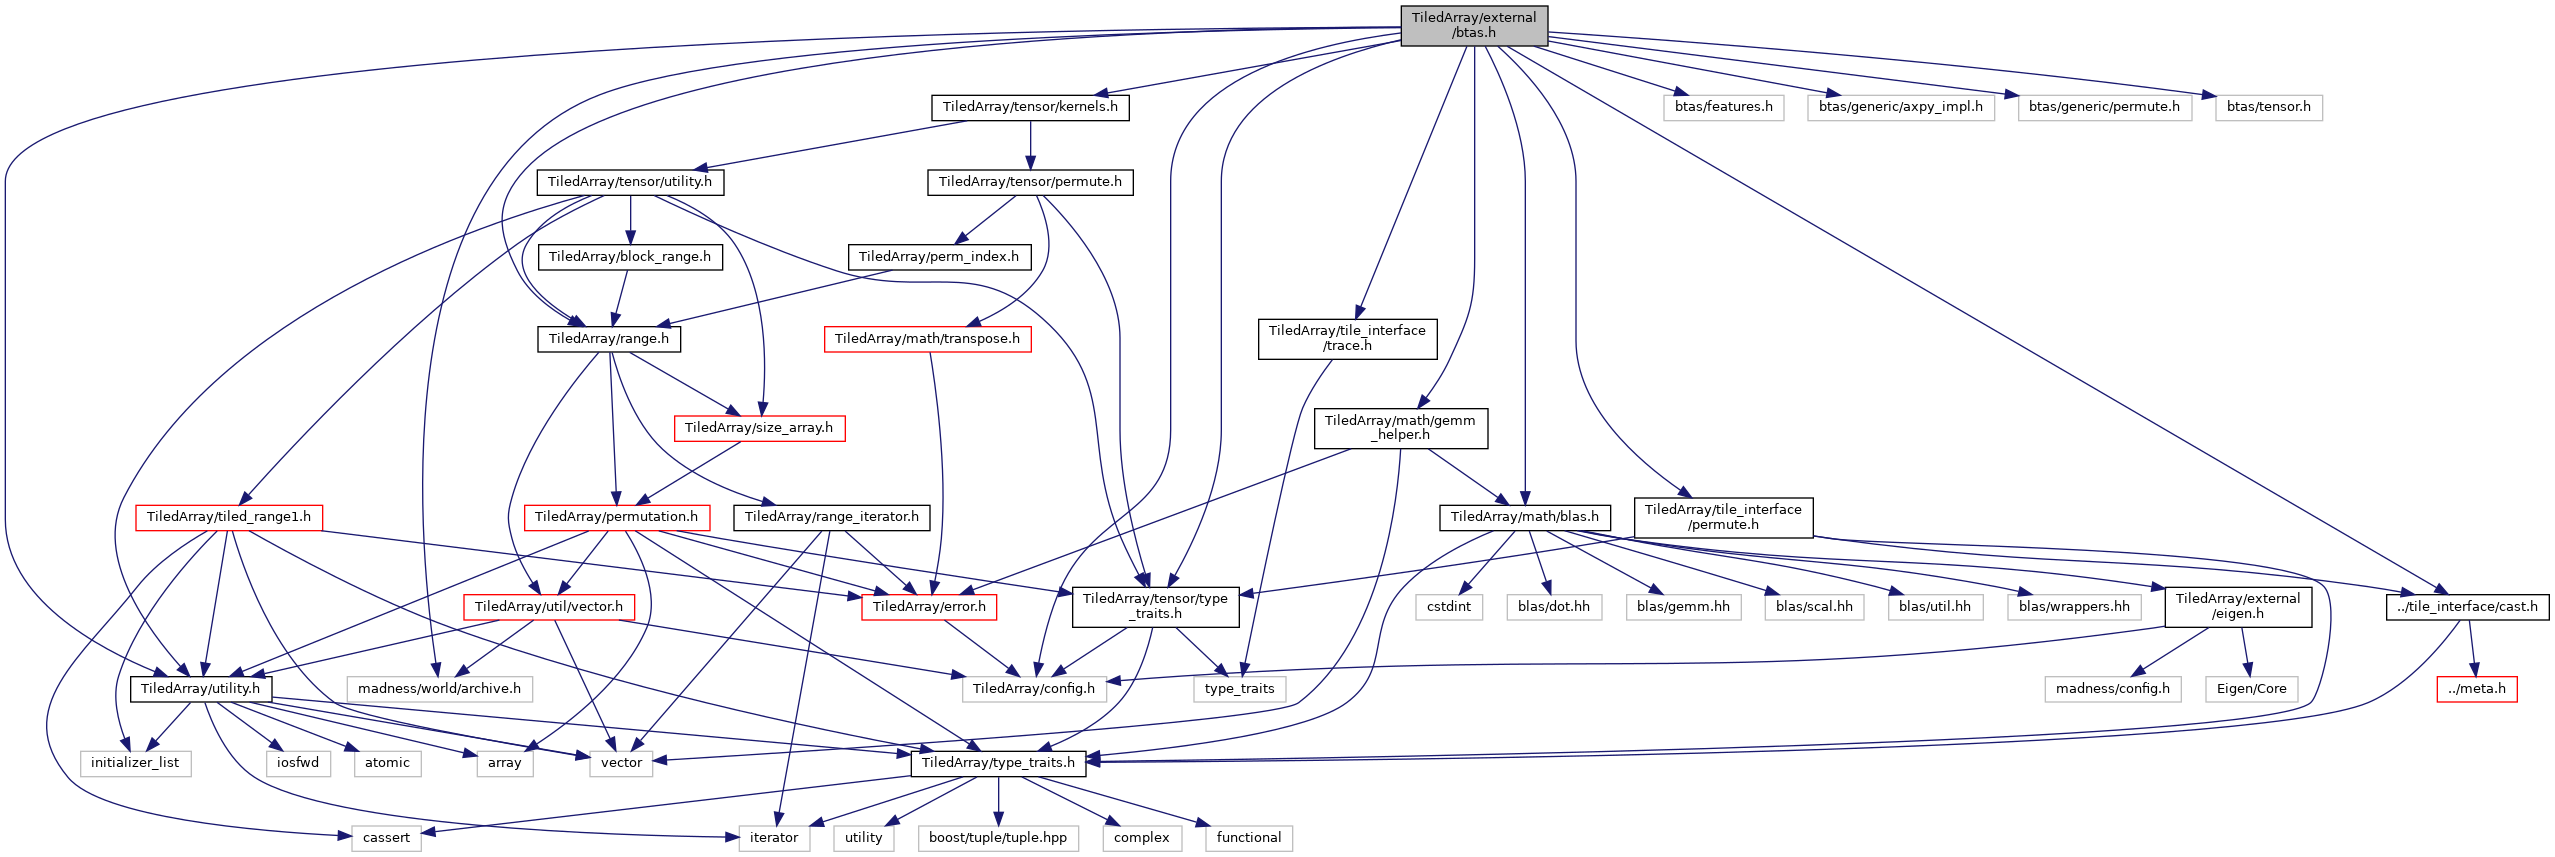 TiledArray/external
/btas.h
TiledArray/tensor/kernels.h
btas/features.h
btas/generic/axpy_impl.h
btas/generic/permute.h
btas/tensor.h
TiledArray/tensor/utility.h
TiledArray/tensor/permute.h
TiledArray/block_range.h
TiledArray/perm_index.h
TiledArray/range.h
TiledArray/math/transpose.h
TiledArray/tile_interface
/trace.h
TiledArray/size_array.h
TiledArray/math/gemm
_helper.h
TiledArray/tiled_range1.h
TiledArray/permutation.h
TiledArray/range_iterator.h
TiledArray/math/blas.h
TiledArray/tile_interface
/permute.h
TiledArray/util/vector.h
TiledArray/error.h
TiledArray/tensor/type
_traits.h
cstdint
blas/dot.hh
blas/gemm.hh
blas/scal.hh
blas/util.hh
blas/wrappers.hh
TiledArray/external
/eigen.h
../tile_interface/cast.h
TiledArray/utility.h
madness/world/archive.h
TiledArray/config.h
type_traits
madness/config.h
Eigen/Core
../meta.h
initializer_list
iosfwd
atomic
array
vector
TiledArray/type_traits.h
cassert
iterator
utility
boost/tuple/tuple.hpp
complex
functional